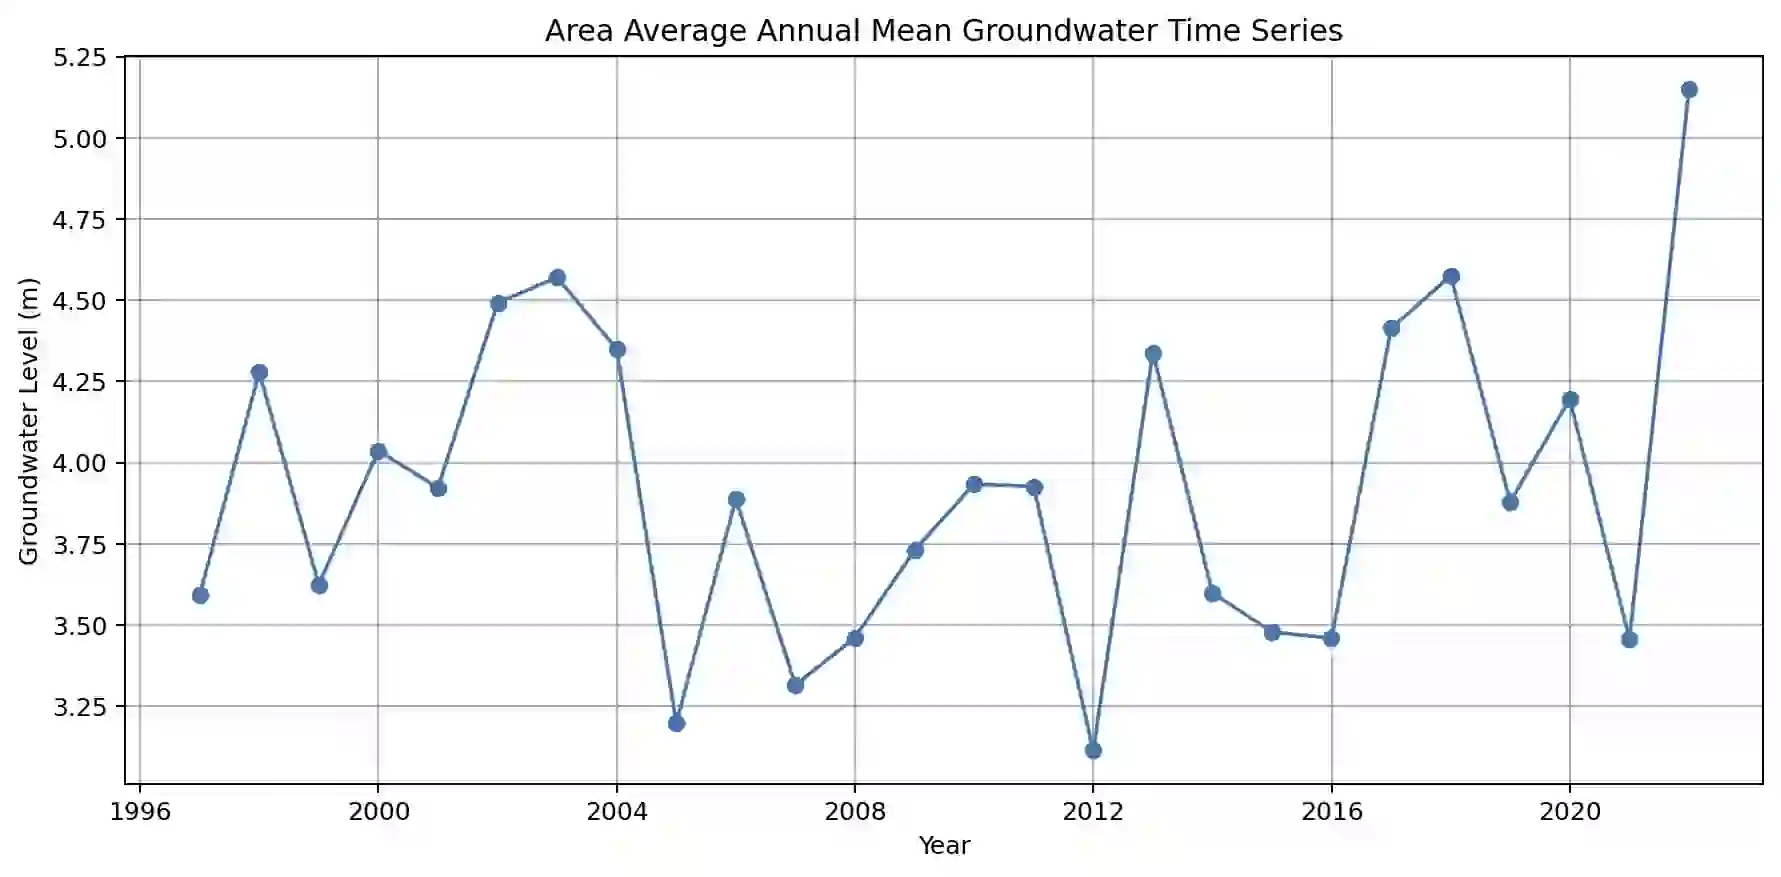 Area Average Annual Mean Groundwater Time Series
5.25
5.00
4.75
4.50
4.25
4.00
3.75
3.50
3.25
Groundwater Level (m)
1996 2000 2004 2008 2012 2016 2020
Year